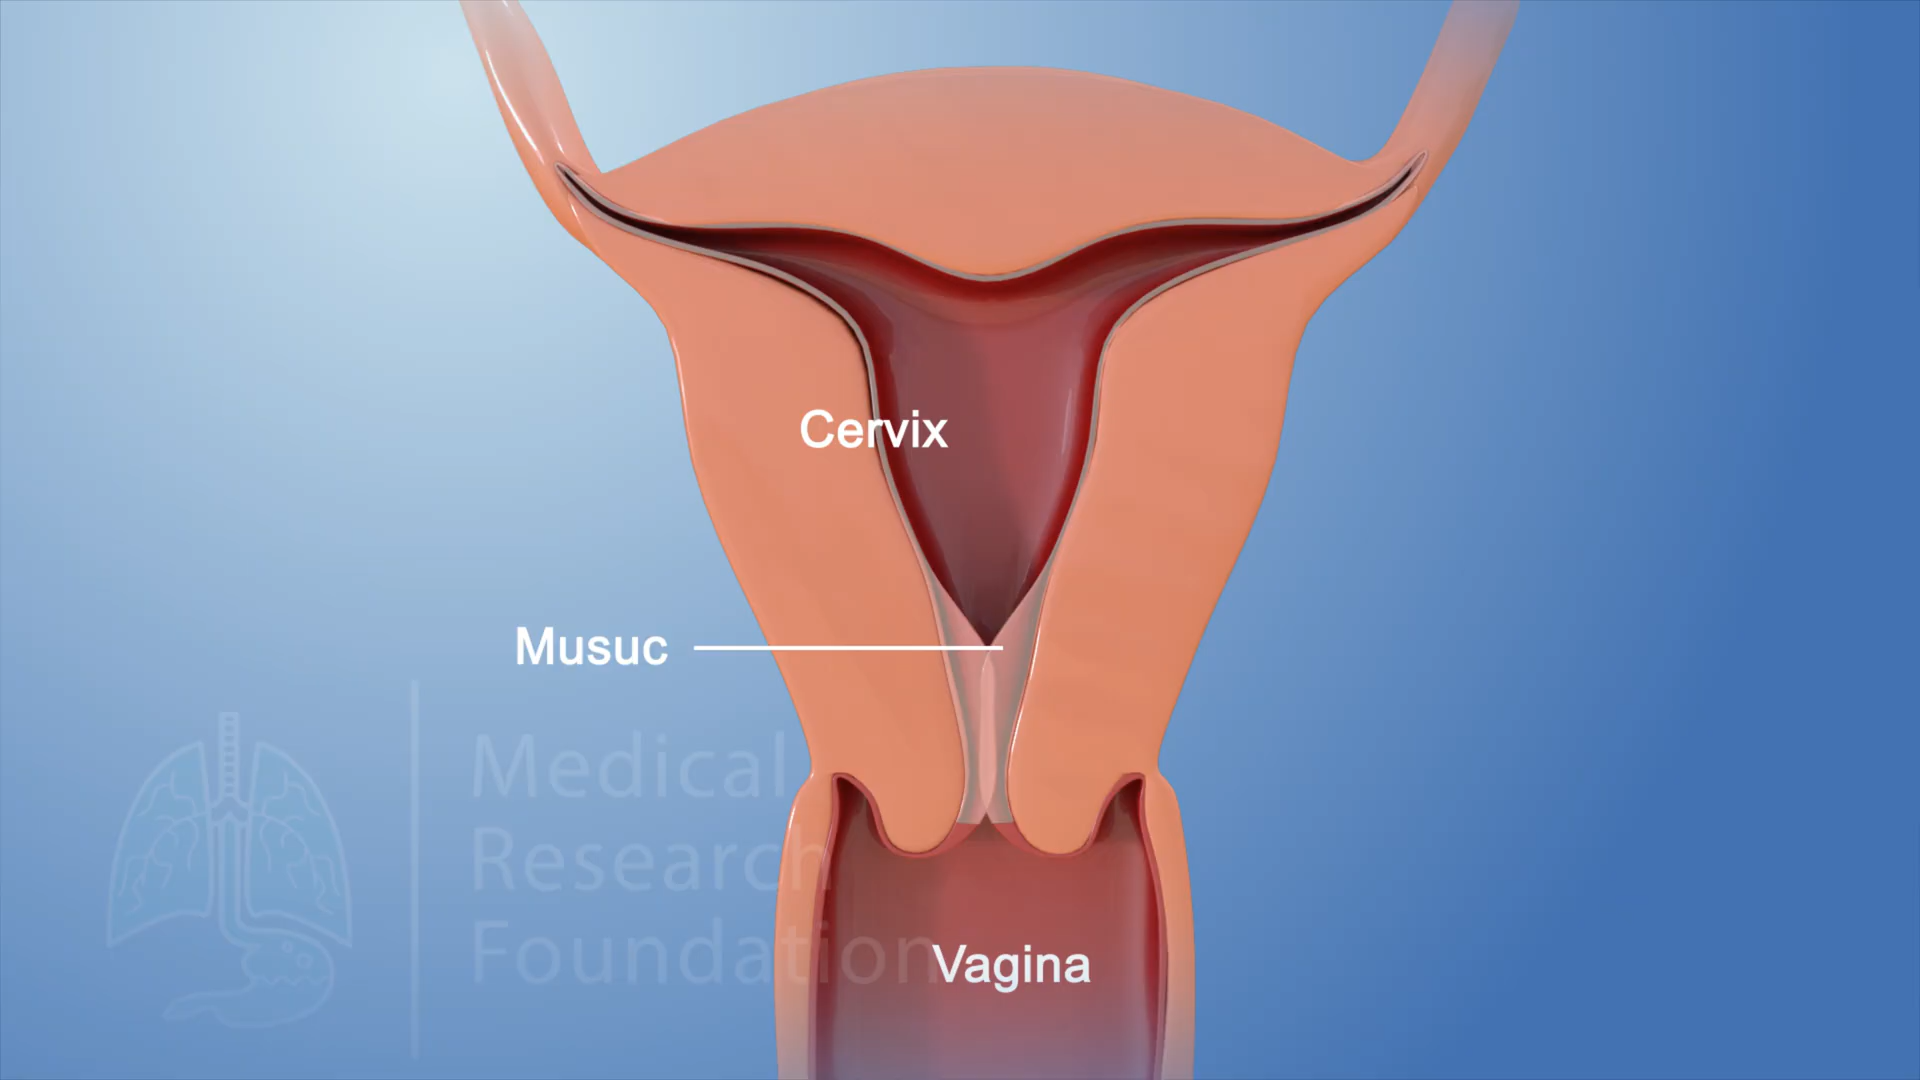 Cervix
Musuc
Medical
Research
Foundation
Vagina